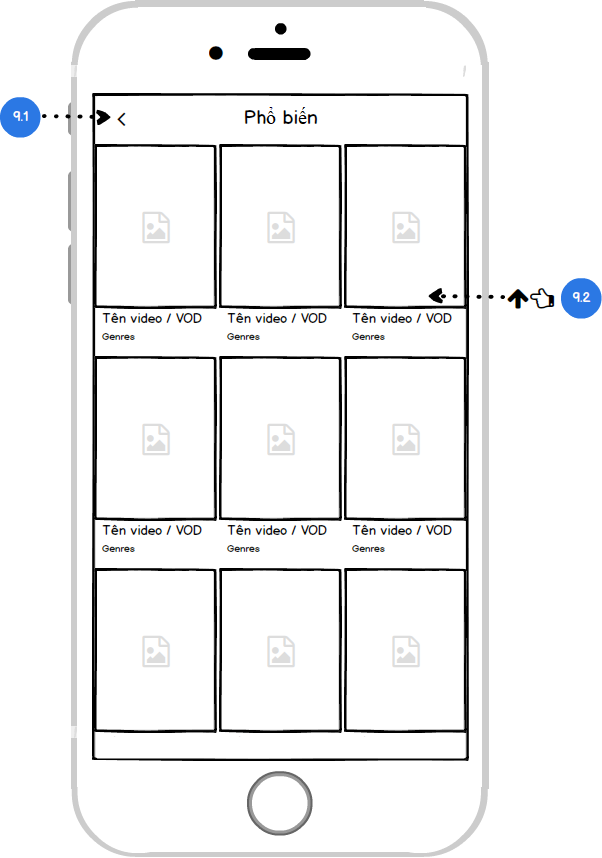 9.1
Phổ biến
9.2
Tên video / VOD Tên video / VOD Tên video / VOD
Genres Genres Genres
Tên video / VOD Tên video / VOD Tên video / VOD
Genres Genres Genres